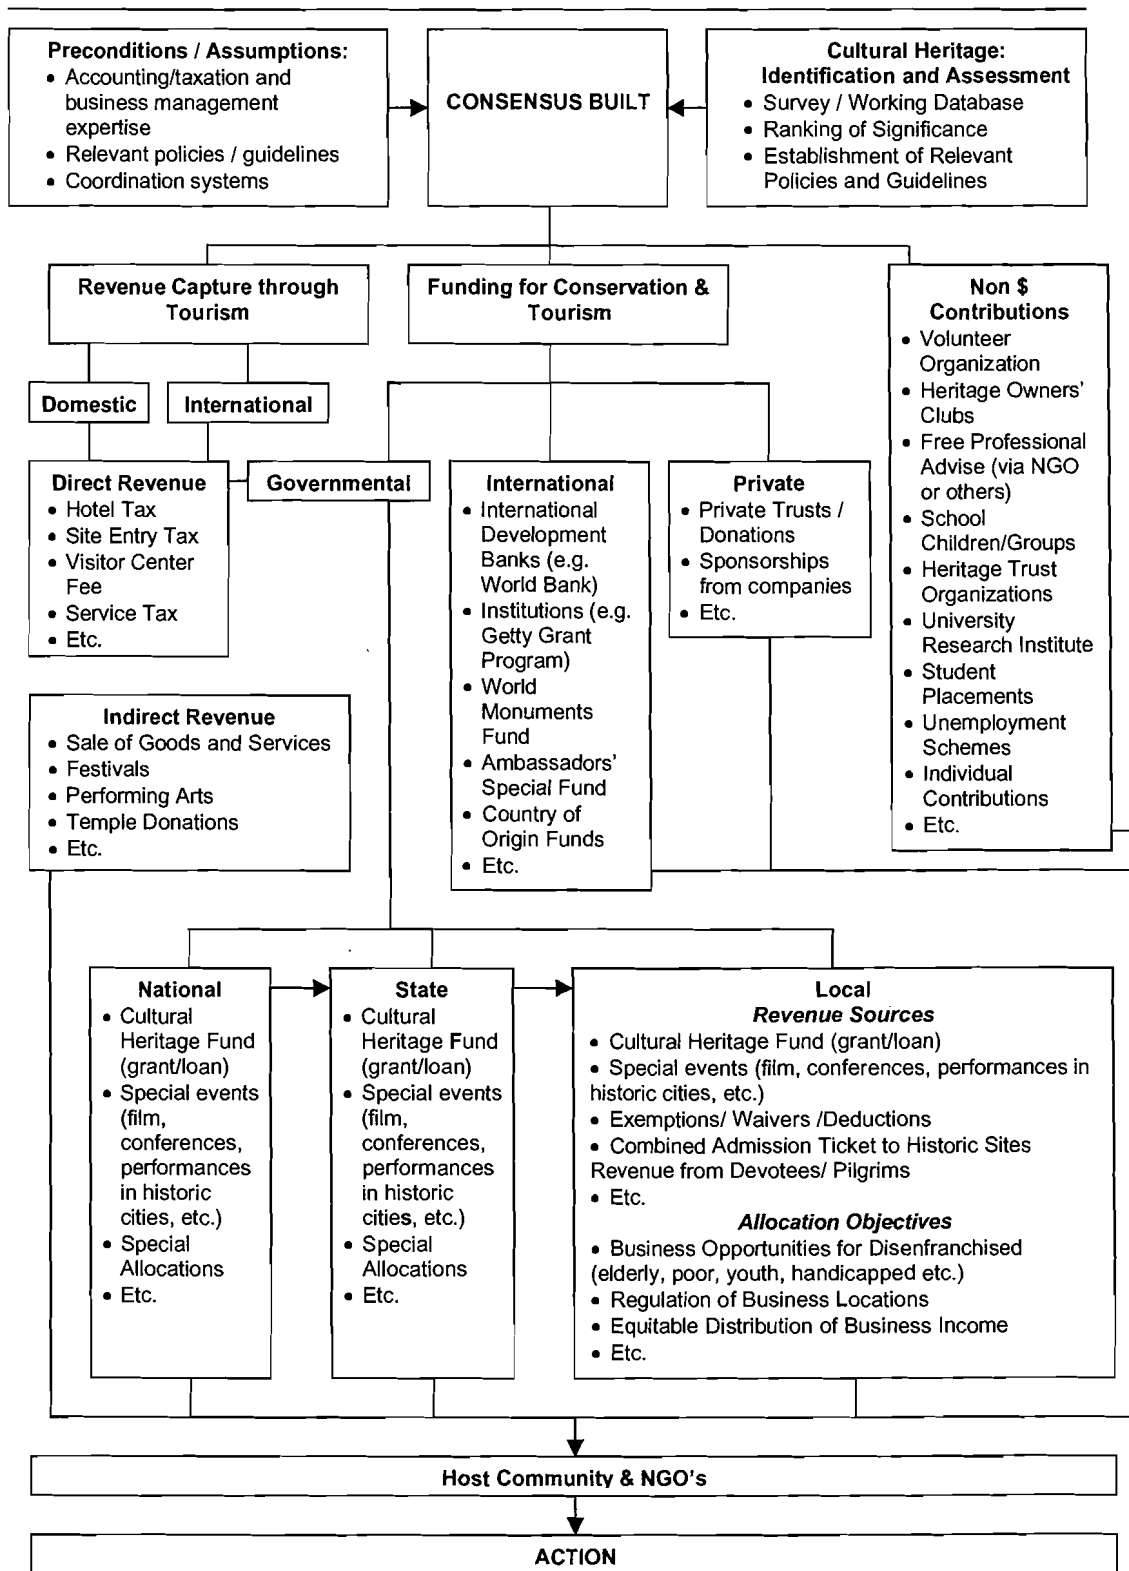 Preconditions / Assumptions:
• Accounting/taxation and
business management
expertise
• Relevant policies / guidelines
• Coordination systems
CONSENSUS BUILT
Cultural Heritage:
Identification and Assessment
• Survey / Working Database
• Ranking of Significance
• Establishment of Relevant
Policies and Guidelines
Revenue Capture through
Tourism
Funding for Conservation &
Tourism
Non $
Contributions
• Volunteer
Organization
• Heritage Owners'
Clubs
• Free Professional
Advise (via NGO
or others)
• School
Children/Groups
• Heritage Trust
Organizations
• University
Research Institute
• Student
Placements
• Unemployment
Schemes
• Individual
Contributions
• Etc.
Domestic
International
Direct Revenue
• Hotel Tax
• Site Entry Tax
• Visitor Center
Fee
• Service Tax
• Etc.
Governmental
International
• International
Development
Banks (e.g.
World Bank)
• Institutions (e.g.
Getty Grant
Program)
• World
Monuments
Fund
• Ambassadors'
Special Fund
• Country of
Origin Funds
• Etc.
Private
• Private Trusts /
Donations
• Sponsorships
from companies
• Etc.
Indirect Revenue
• Sale of Goods and Services
• Festivals
• Performing Arts
• Temple Donations
• Etc.
National
• Cultural
Heritage Fund
(grant/loan)
• Special events
(film,
conferences,
performances
in historic
cities, etc.)
• Special
Allocations
• Etc.
State
• Cultural
Heritage Fund
(grant/loan)
• Special events
(film,
conferences,
performances
in historic
cities, etc.)
• Special
Allocations
• Etc.
Local
Revenue Sources
• Cultural Heritage Fund (grant/loan)
• Special events (film, conferences, performances in
historic cities, etc.)
• Exemptions/ Waivers /Deductions
• Combined Admission Ticket to Historic Sites
Revenue from Devotees/ Pilgrims
• Etc.
Allocation Objectives
• Business Opportunities for Disenfranchised
(elderly, poor, youth, handicapped etc.)
• Regulation of Business Locations
• Equitable Distribution of Business Income
• Etc.
Host Community & NGO's
ACTION